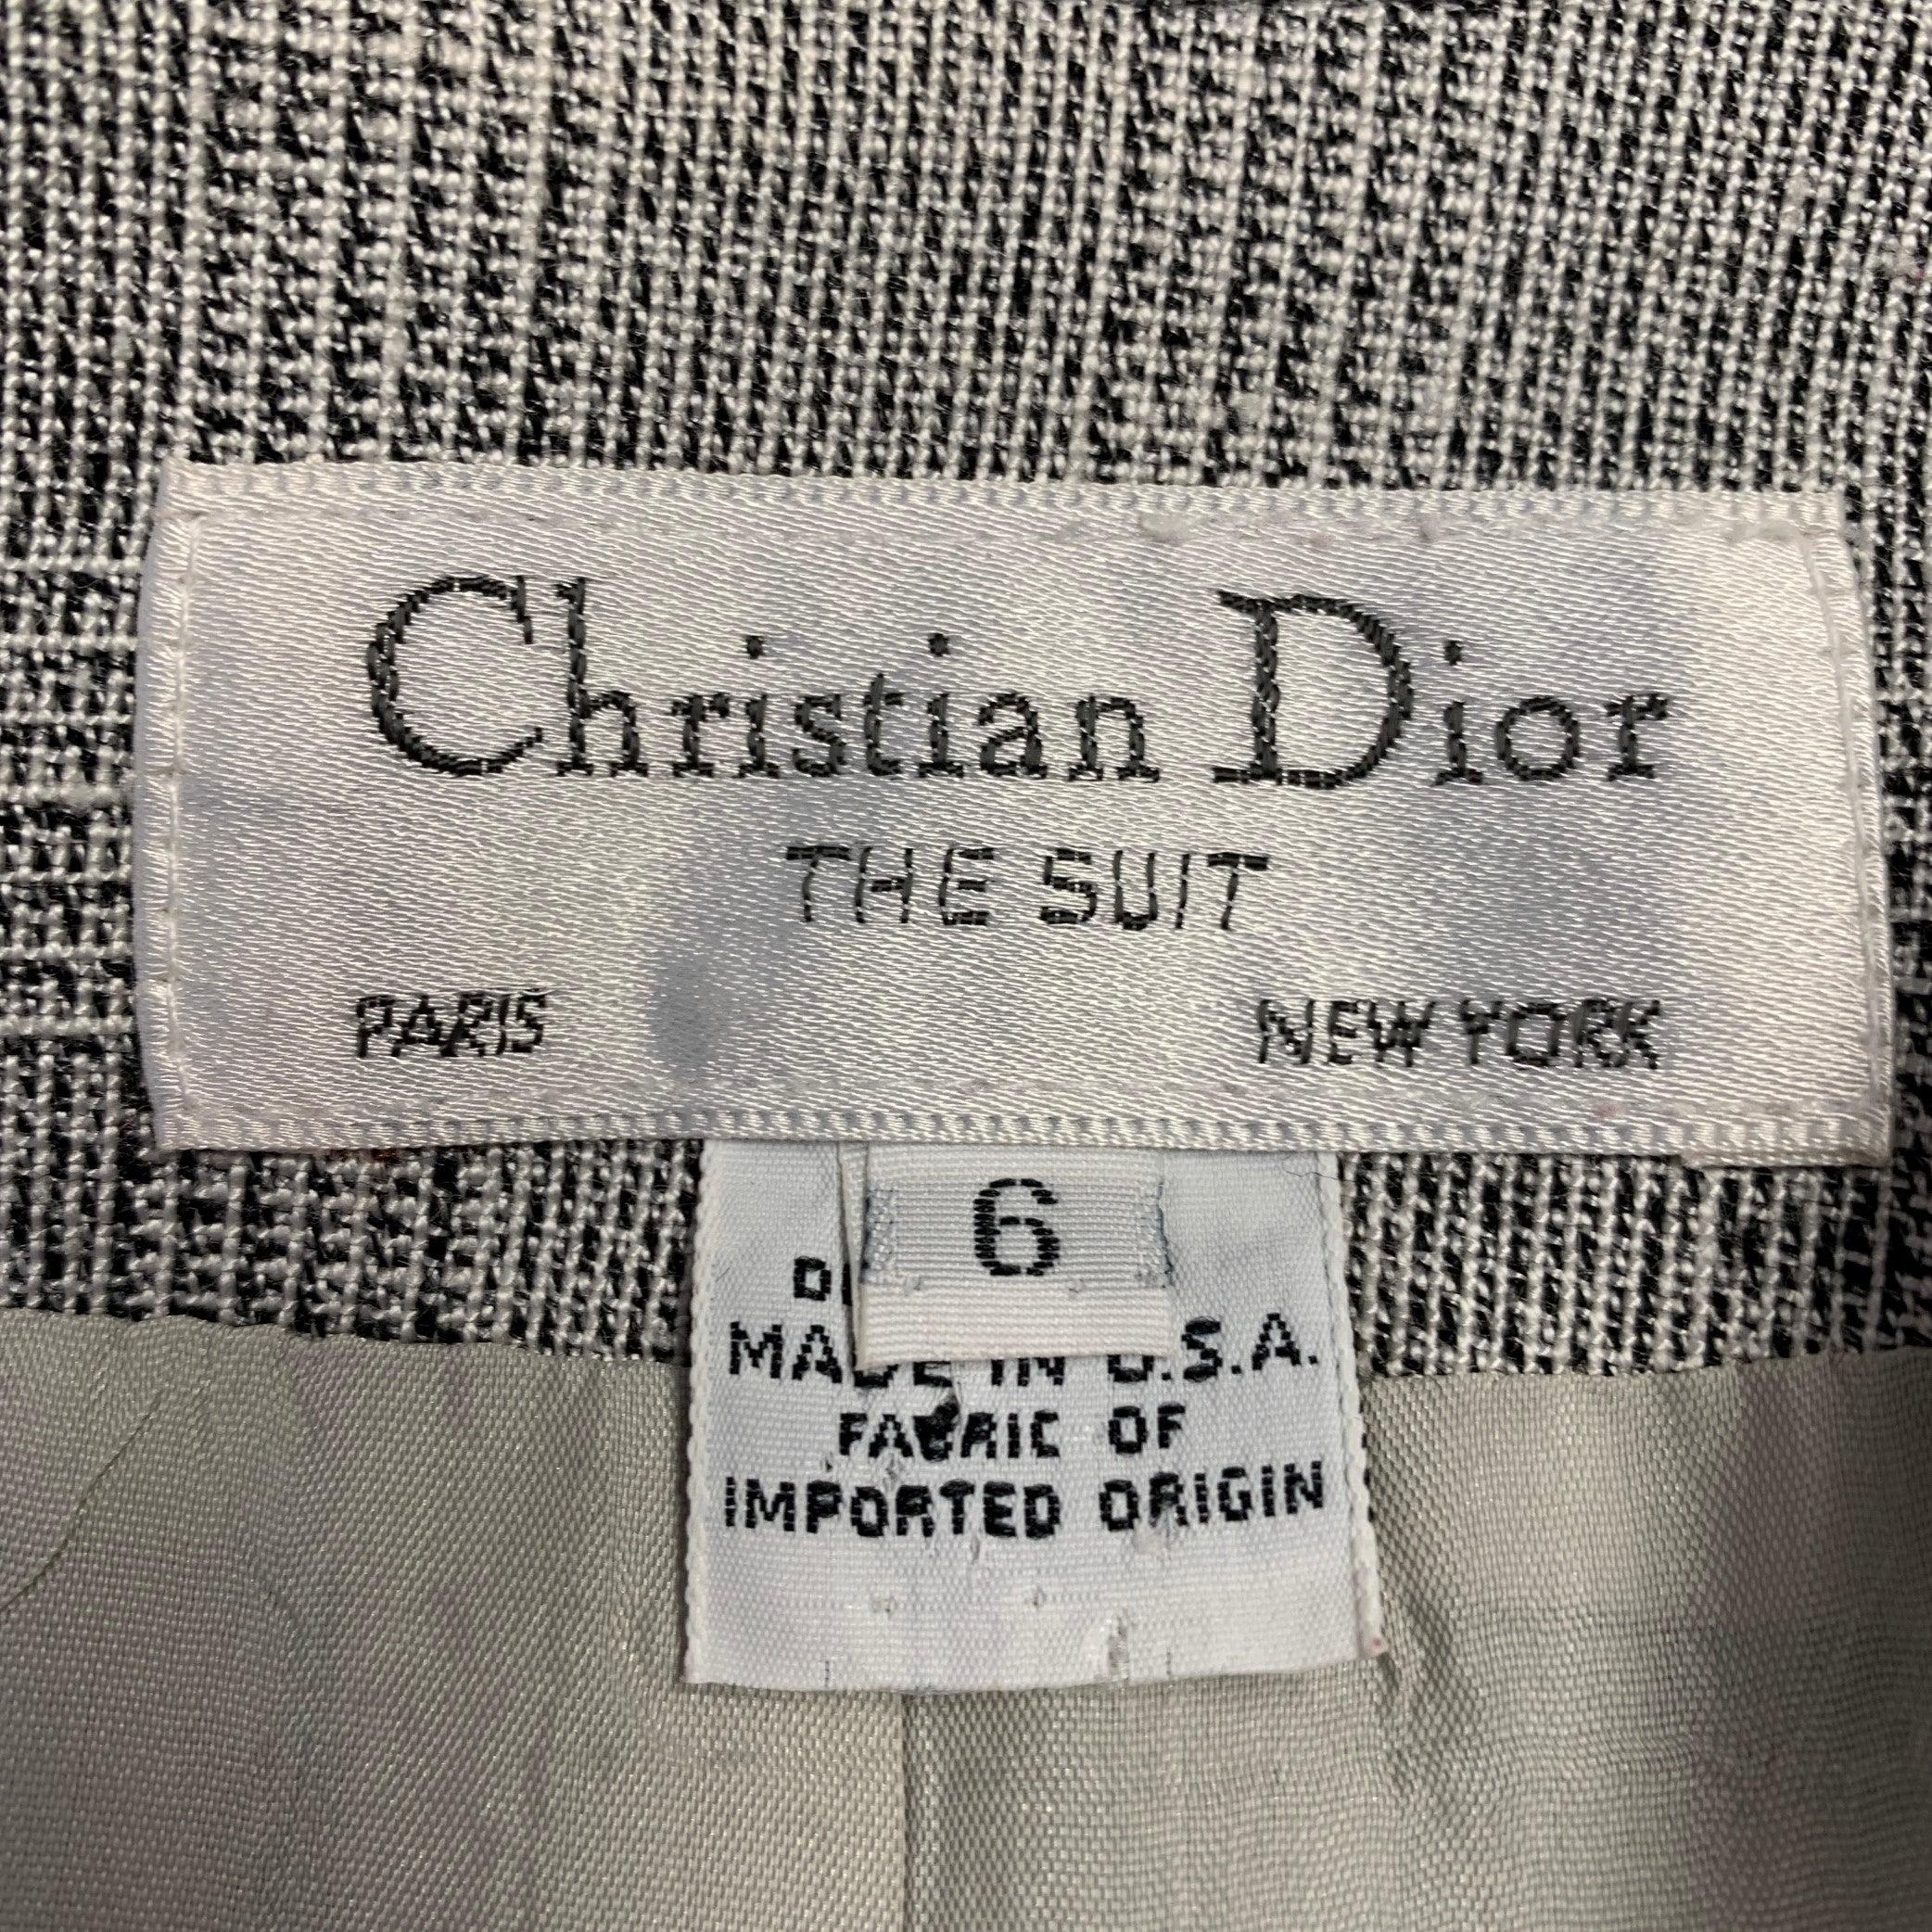 Christian Dior
THE SUIT
PARIS NEW YORK
6
MADE IN U.S.A.
FABRIC OF
IMPORTED ORIGIN